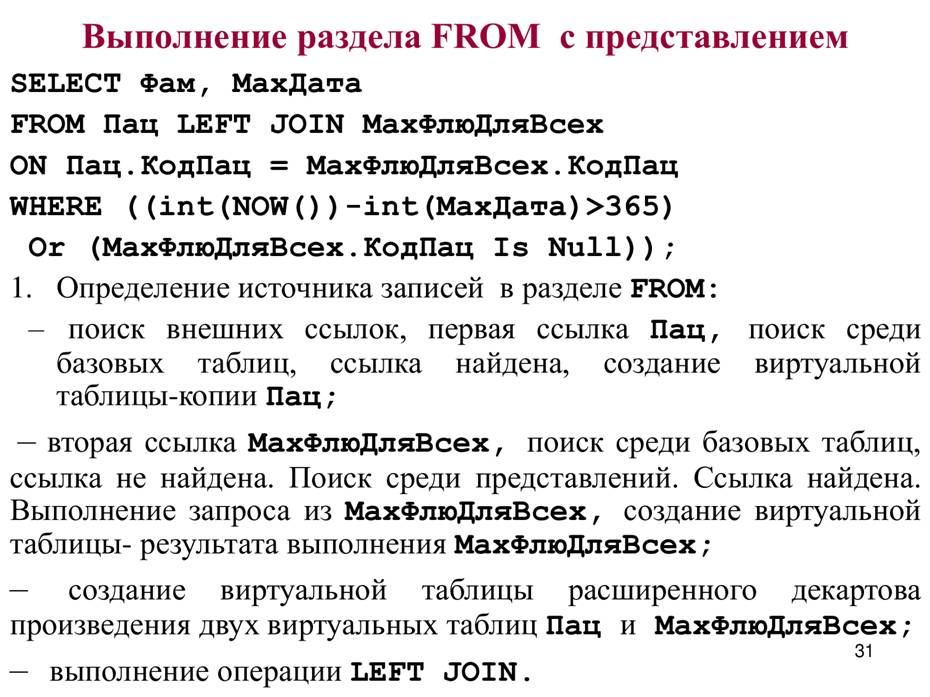 Выполнение раздела FROM с представлением
SELECT Фам, МахДата
FROM Пац LEFT JOIN МахФлюДляВсех
ON Пац.КодПац = МахФлюДляВсех.КодПац
WHERE ((int(NOW())-int(МахДата)>365)
Or (МахФлюДляВсех.КодПац Is Null));
1. Определение источника записей в разделе FROM:
– поиск внешних ссылок, первая ссылка Пац, поиск среди
базовых таблиц, ссылка найдена, создание виртуальной
таблицы-копии Пац;
– вторая ссылка МахФлюДляВсех, поиск среди базовых таблиц,
ссылка не найдена. Поиск среди представлений. Ссылка найдена.
Выполнение запроса из МахФлюДляВсех, создание виртуальной
таблицы- результата выполнения МахФлюДляВсех;
– создание виртуальной таблицы расширенного декартова
произведения двух виртуальных таблиц Пац и МахФлюДляВсех;
31
– выполнение операции LEFT JOIN.